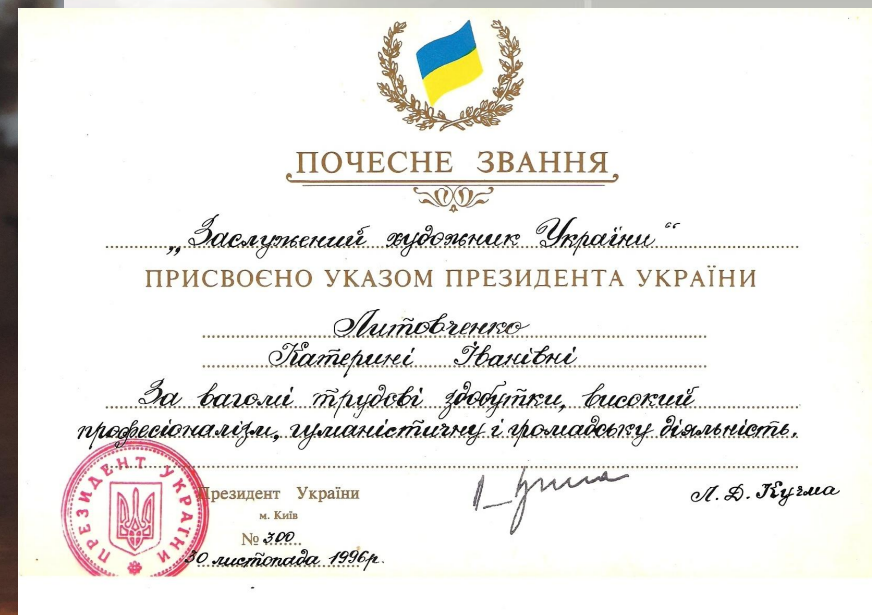 ПОЧЕСНЕ ЗВАННЯ
„Заслужений художник України“
ПРИСВОЄНО УКАЗОМ ПРЕЗИДЕНТА УКРАЇНИ
Литовченко
Катерині Іванівні
За вагомі трудові здобутки, високий
професіоналізм, гуманістичну і громадську діяльність.
ПРЕЗИДЕНТ УКРАЇНИ
Президент України
Л. Д. Кучма
м. Київ
№ 300
30 листопада 1996р.